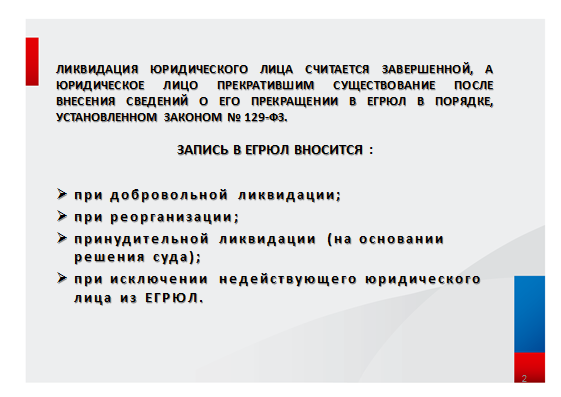 ЛИКВИДАЦИЯ ЮРИДИЧЕСКОГО ЛИЦА СЧИТАЕТСЯ ЗАВЕРШЕННОЙ, А
ЮРИДИЧЕСКОЕ ЛИЦО ПРЕКРАТИВШИМ СУЩЕСТВОВАНИЕ ПОСЛЕ
ВНЕСЕНИЯ СВЕДЕНИЙ О ЕГО ПРЕКРАЩЕНИИ В ЕГРЮЛ В ПОРЯДКЕ,
УСТАНОВЛЕННОМ ЗАКОНОМ № 129-ФЗ.
ЗАПИСЬ В ЕГРЮЛ ВНОСИТСЯ :
➢ при добровольной ликвидации;
➢ при реорганизации;
➢ принудительной ликвидации (на основании
решения суда);
➢ при исключении недействующего юридического
лица из ЕГРЮЛ.
2